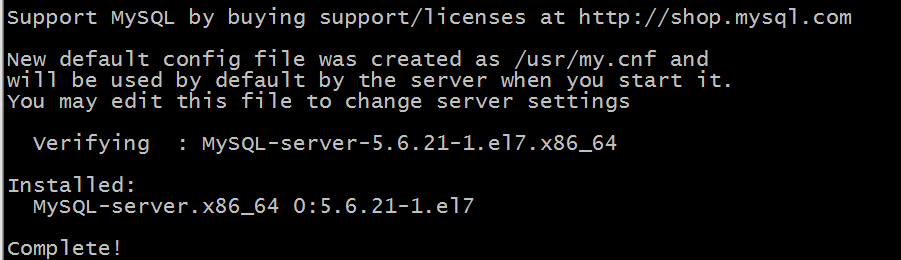 Support MySQL by buying support/licenses at http://shop.mysql.com
New default config file was created as /usr/my.cnf and
will be used by default by the server when you start it.
You may edit this file to change server settings
Verifying : MySQL-server-5.6.21-1.el7.x86_64
Installed:
MySQL-server.x86_64 0:5.6.21-1.el7
Complete!